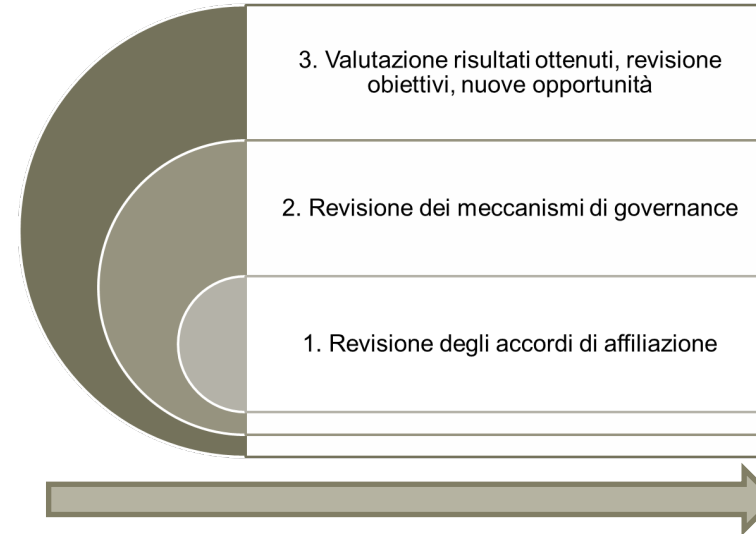 3. Valutazione risultati ottenuti, revisione
obiettivi, nuove opportunità
2. Revisione dei meccanismi di governance
1. Revisione degli accordi di affiliazione